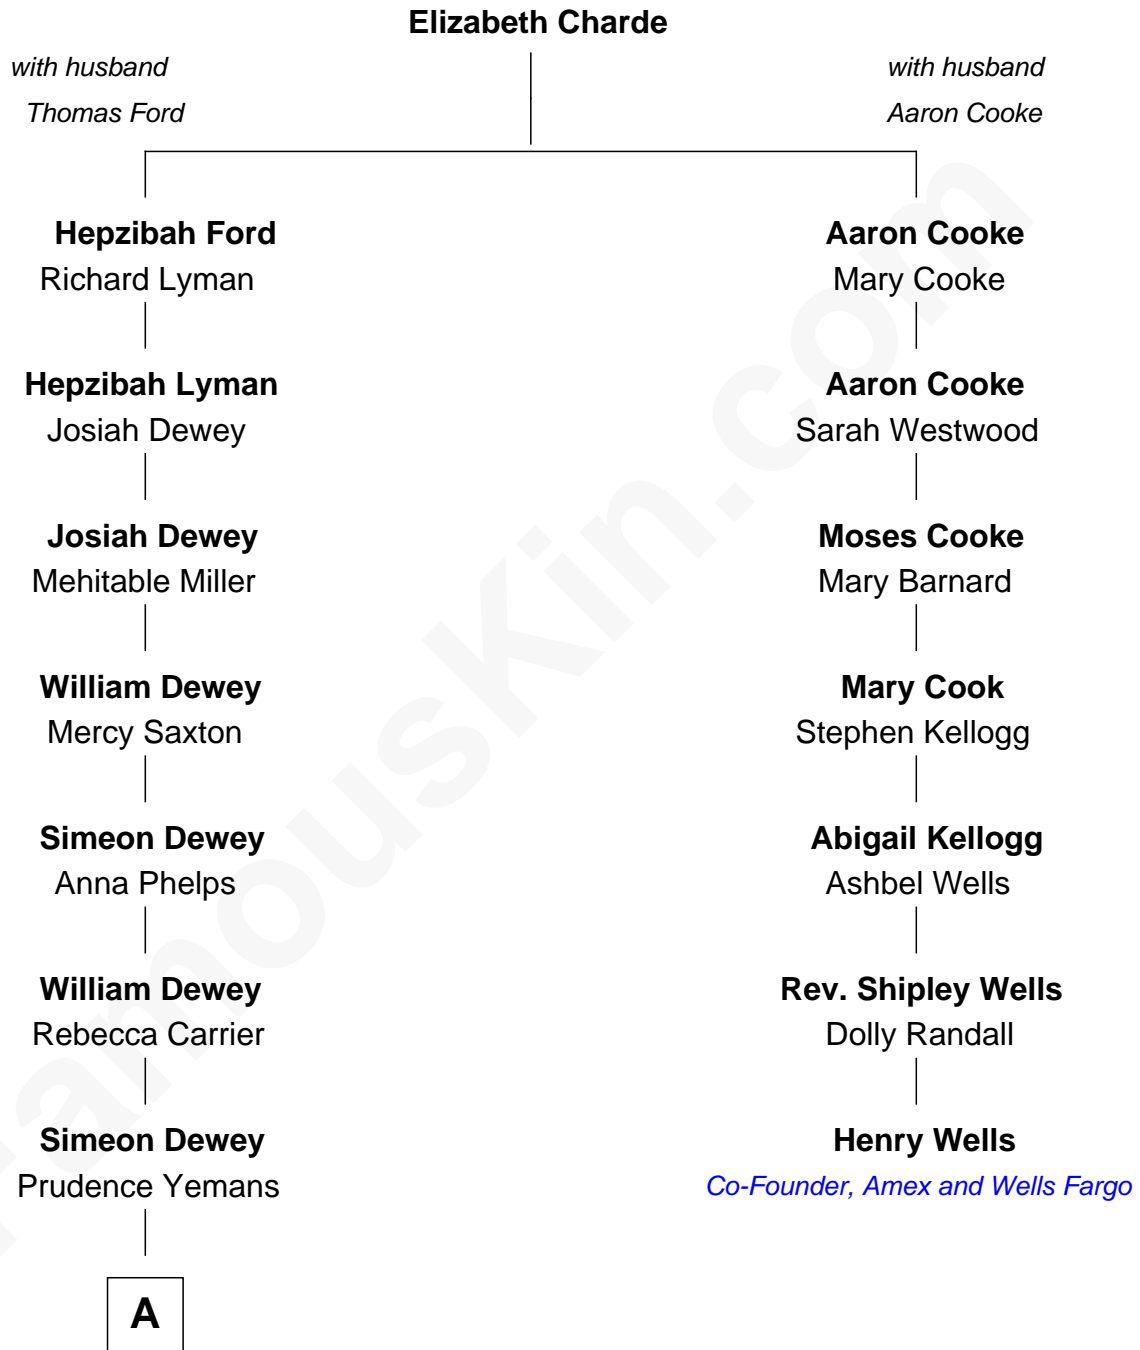 Elizabeth Charde
with husband
Thomas Ford
with husband
Aaron Cooke
Hepzibah Ford
Richard Lyman
Hepzibah Lyman
Josiah Dewey
Josiah Dewey
Mehitable Miller
William Dewey
Mercy Saxton
Simeon Dewey
Anna Phelps
William Dewey
Rebecca Carrier
Simeon Dewey
Prudence Yemans
A
Aaron Cooke
Mary Cooke
Aaron Cooke
Sarah Westwood
Moses Cooke
Mary Barnard
Mary Cook
Stephen Kellogg
Abigail Kellogg
Ashbel Wells
Rev. Shipley Wells
Dolly Randall
Henry Wells
Co-Founder, Amex and Wells Fargo
FamousKin.com